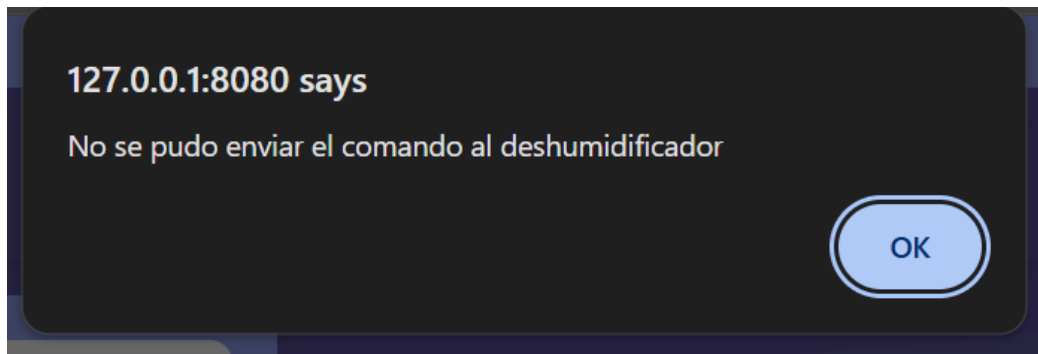 127.0.0.1:8080 says
No se pudo enviar el comando al deshumidificador
OK